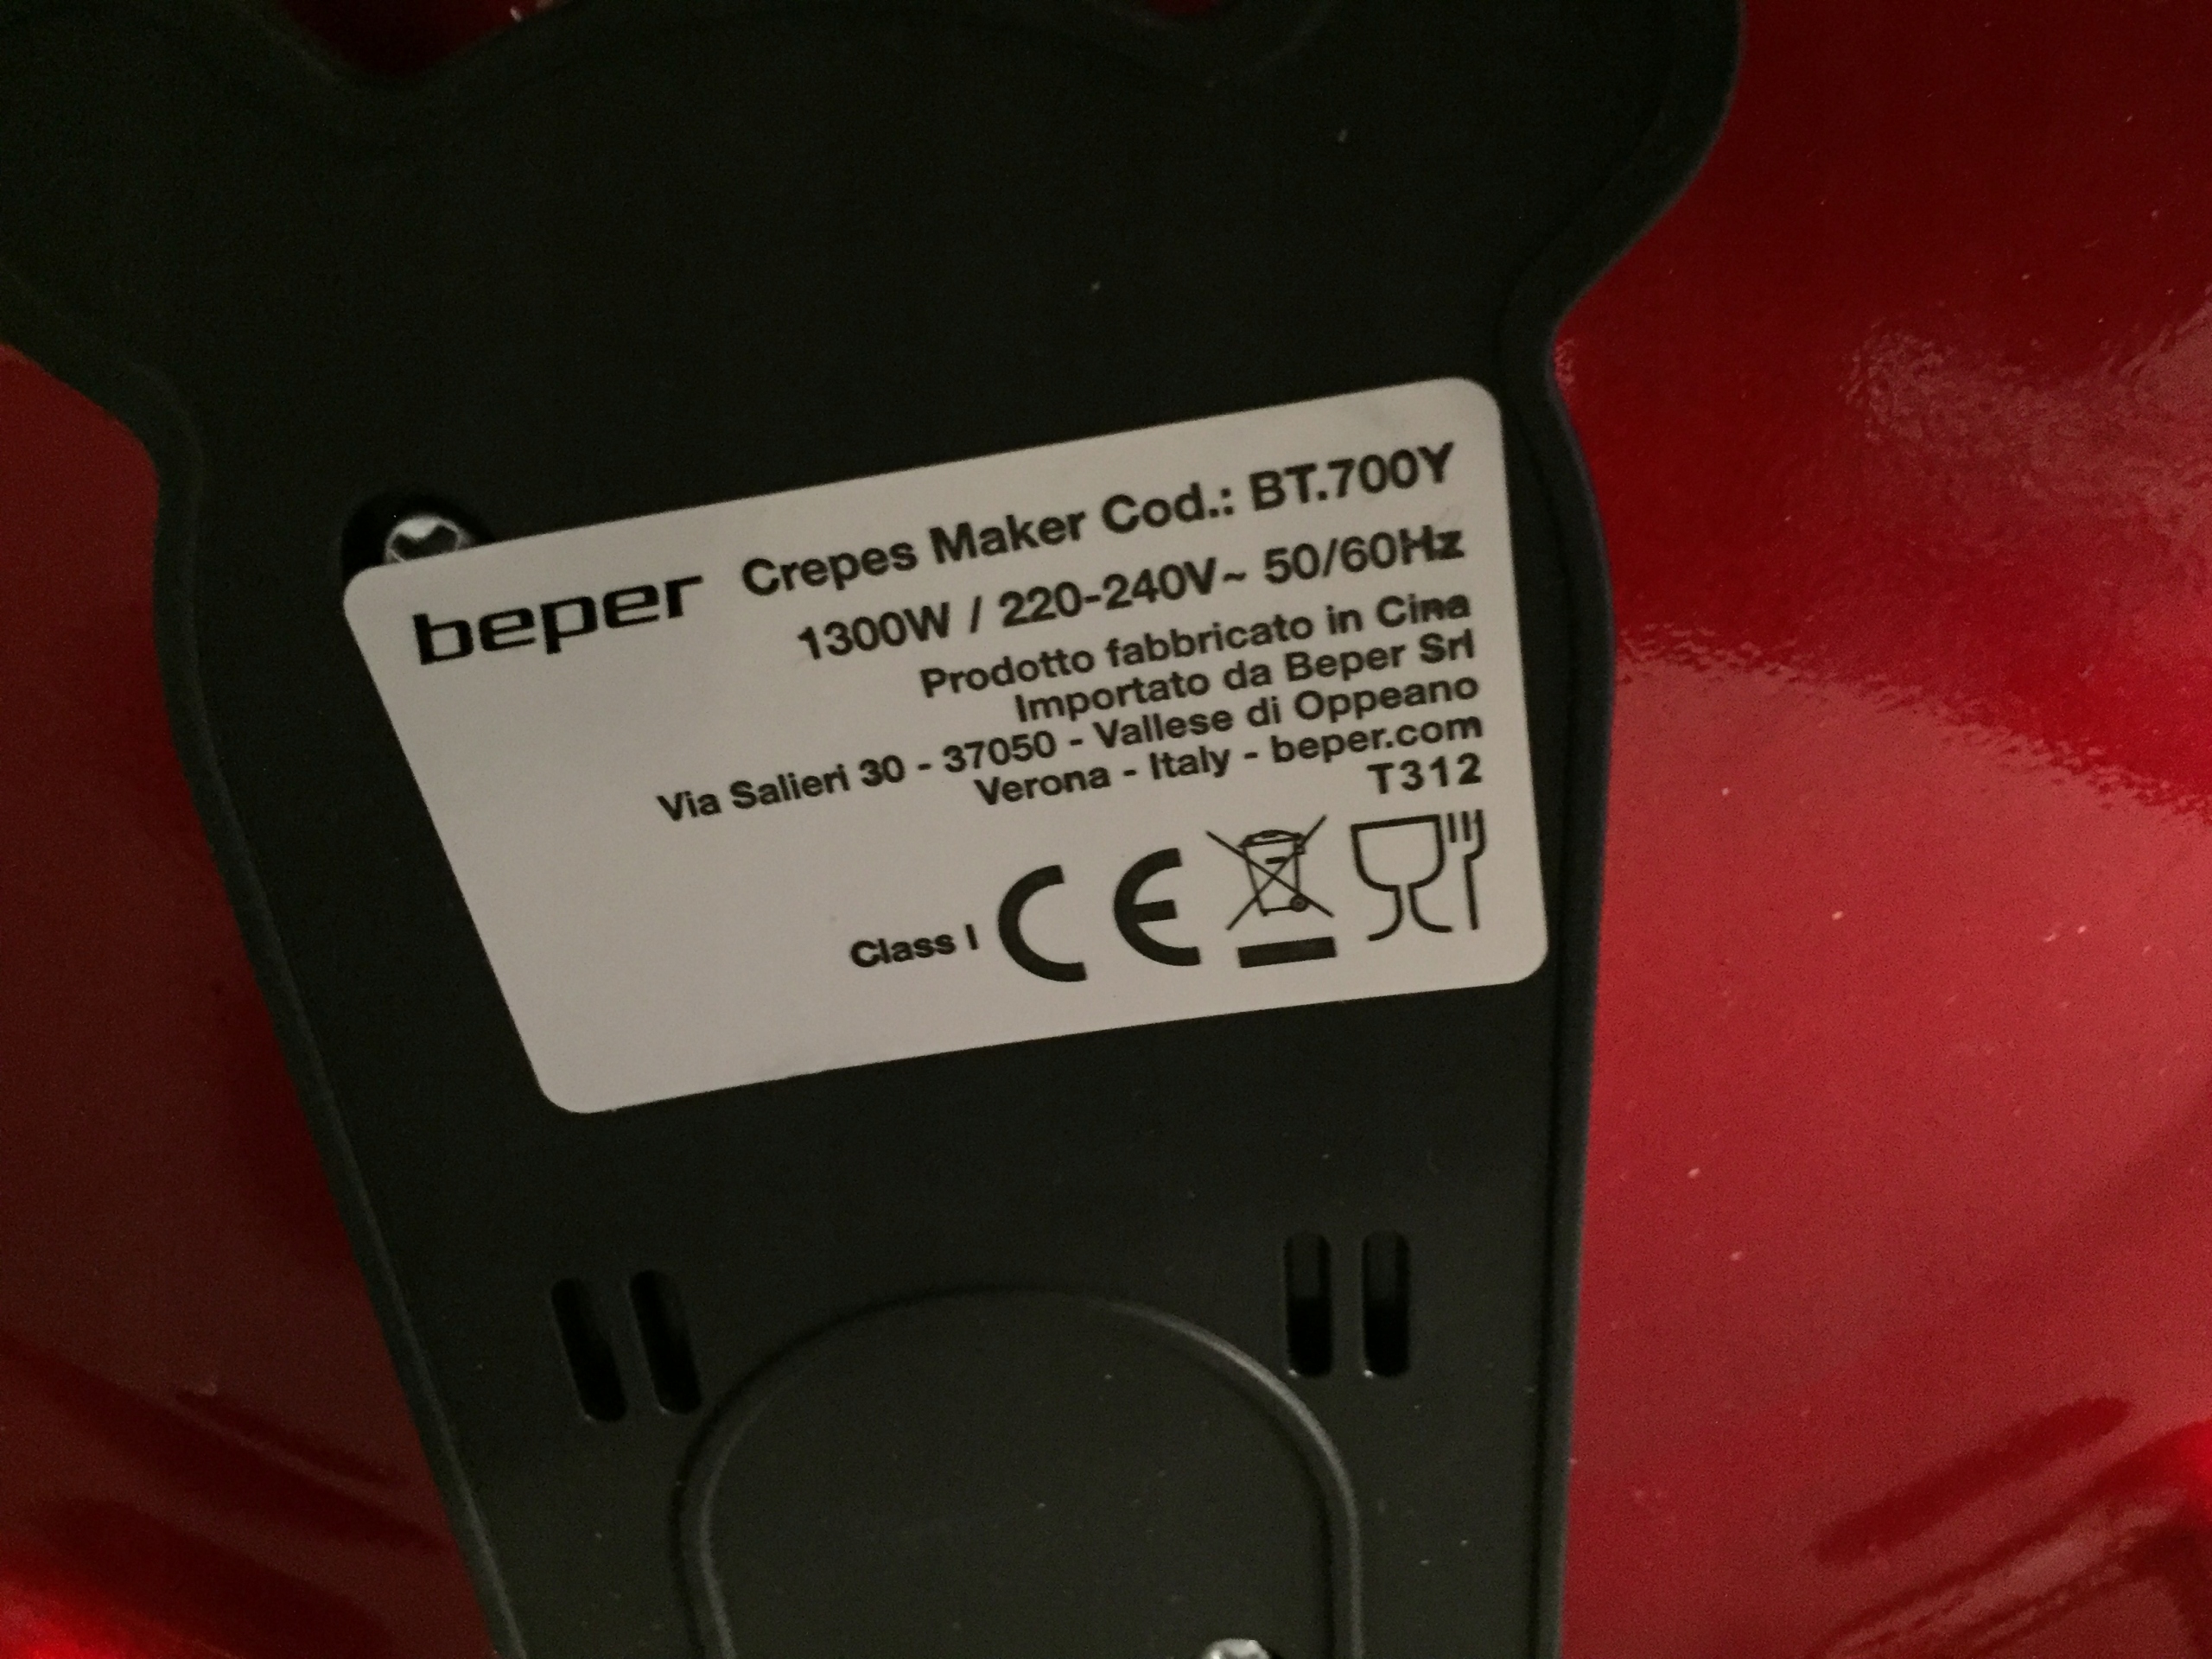 beper Crepes Maker Cod.: BT.700Y
1300W / 220-240V~ 50/60Hz
Prodotto fabbricato in Cina
Importato da Beper Srl
Via Salieri 30 - 37050 - Vallese di Oppeano
Verona - Italy - beper.com
T312
Class I CE